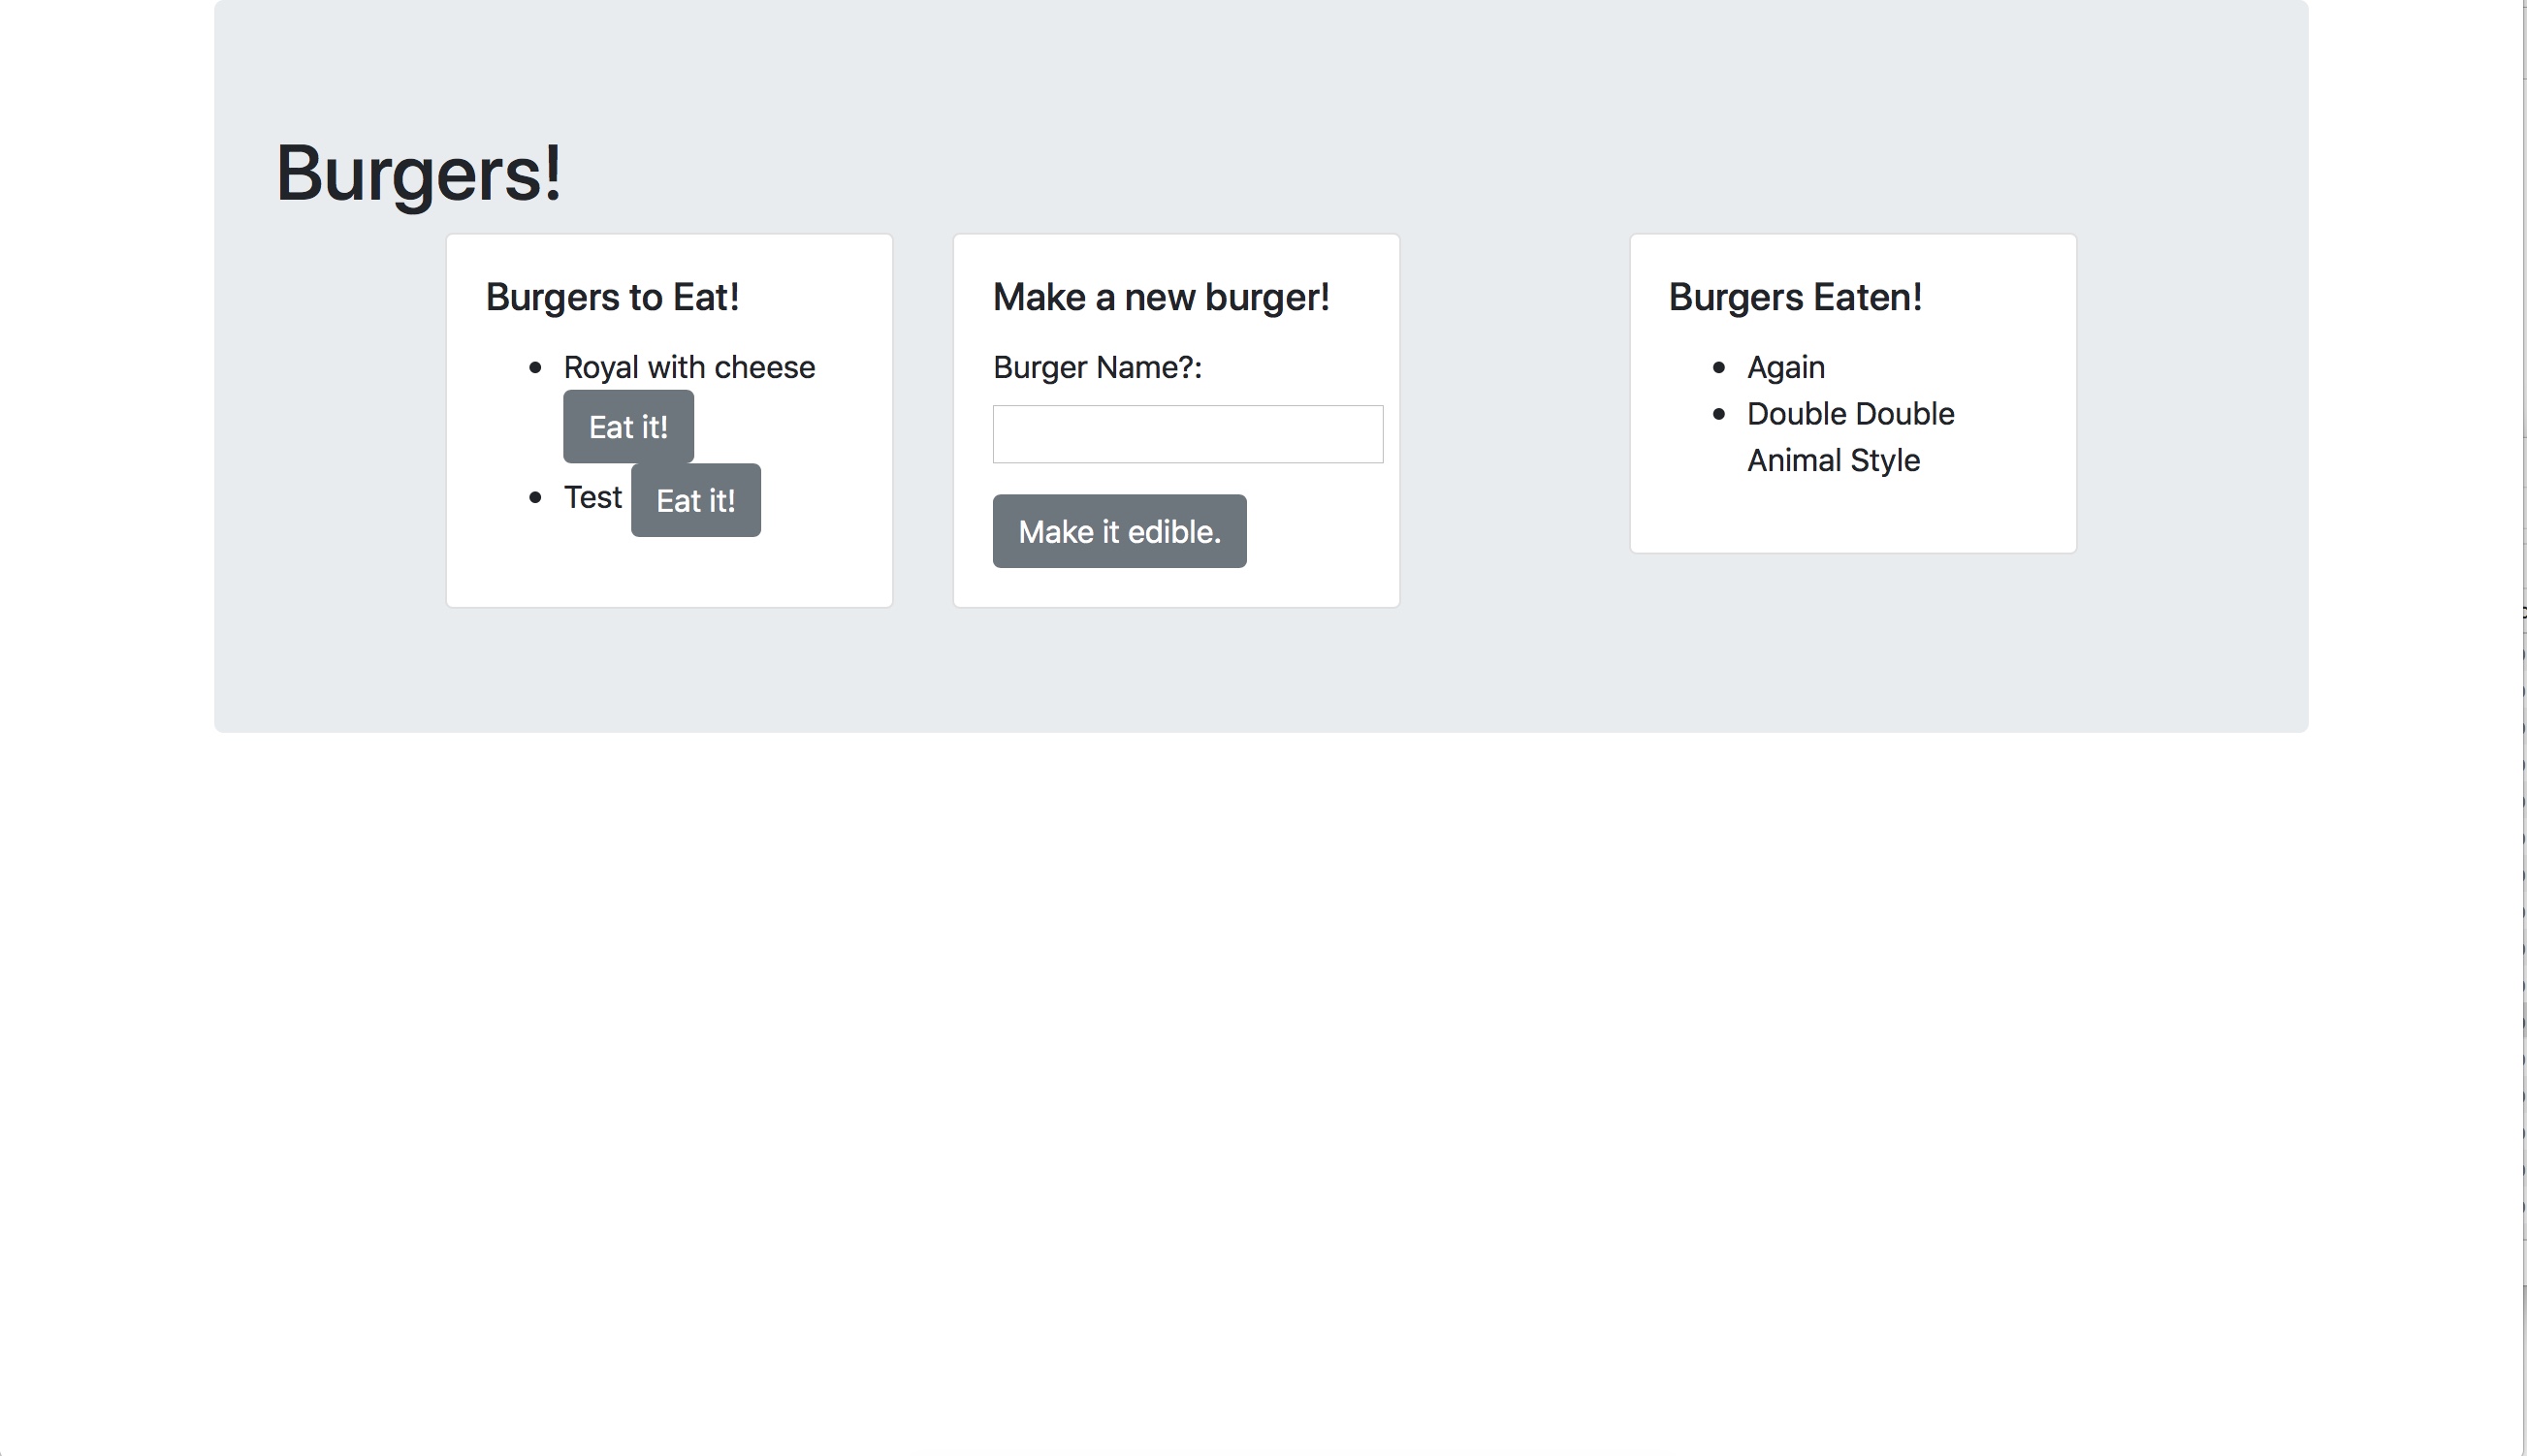 Burgers!
Burgers to Eat!
Royal with cheese
Eat it!
Test Eat it!
Make a new burger!
Burger Name?:
Make it edible.
Burgers Eaten!
Again
Double Double
Animal Style